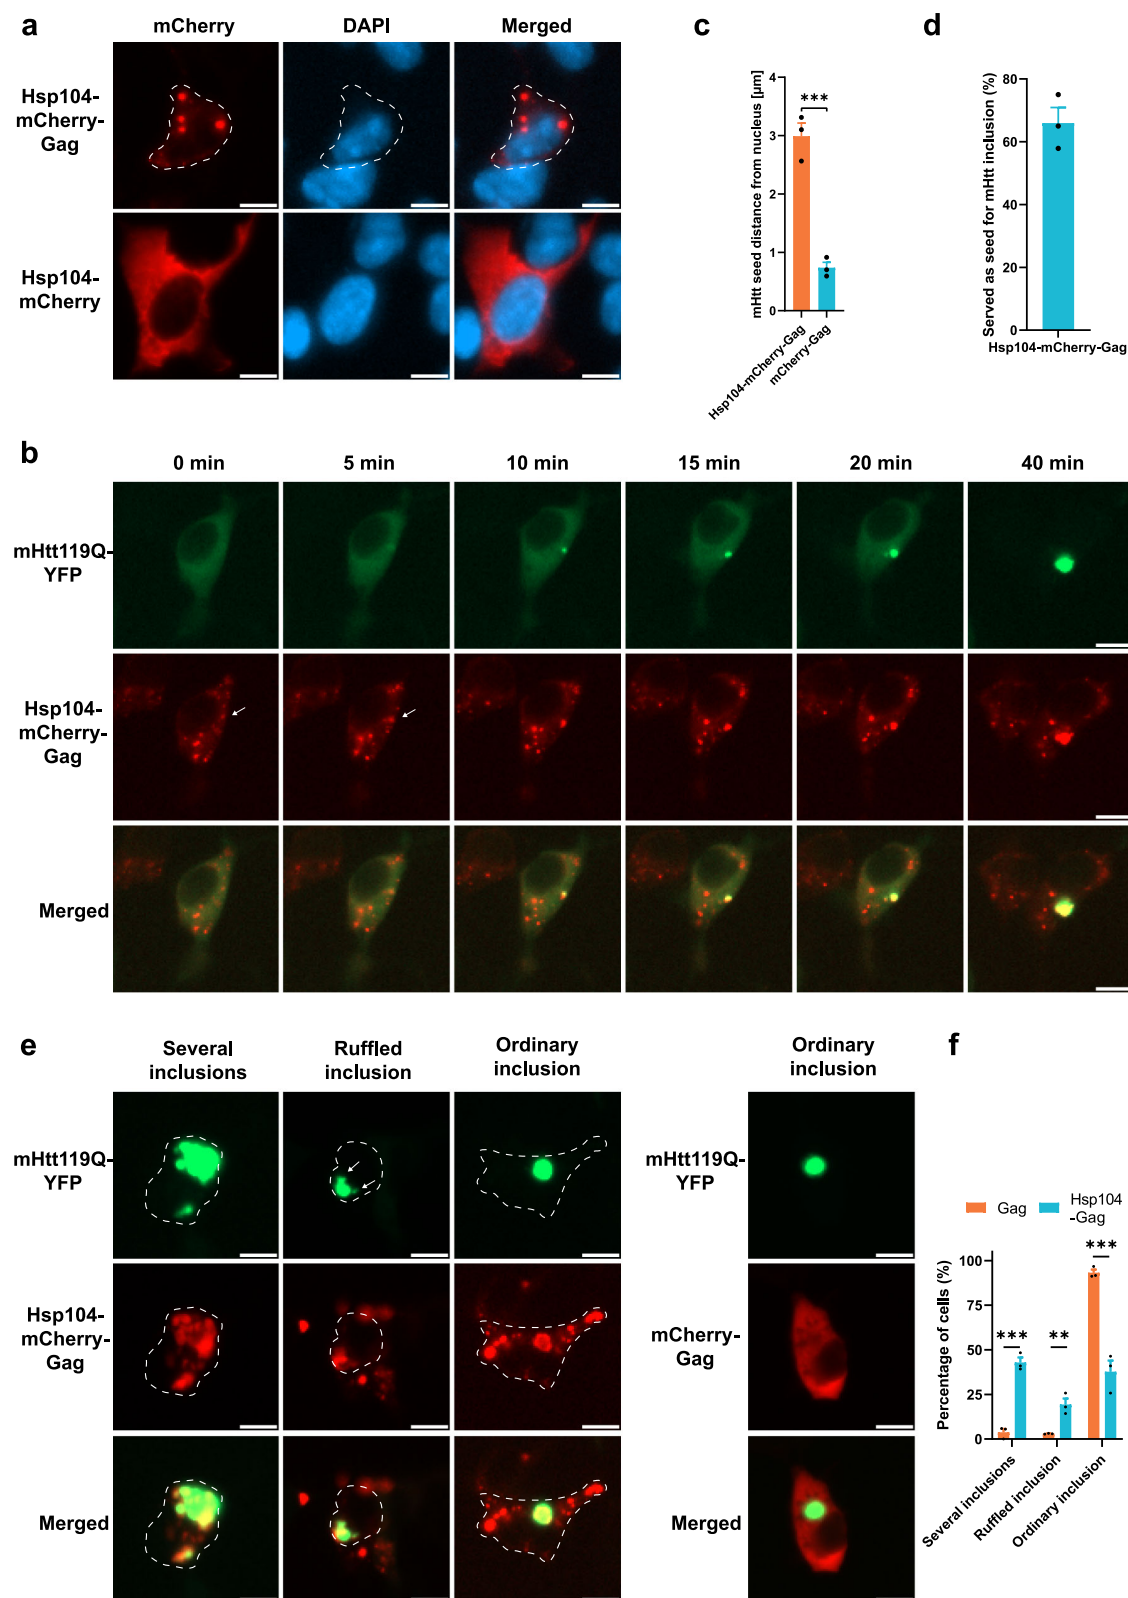 a
mCherry
DAPI
Merged
Hsp104-
mCherry-
Gag
Hsp104-
mCherry
c
mHtt seed distance from nucleus [µm]
4
3
2
1
0
***
Hsp104-mCherry-Gag
mCherry-Gag
d
Served as seed for mHtt inclusion (%)
80
60
40
20
0
Hsp104-mCherry-Gag
b
0 min
5 min
10 min
15 min
20 min
40 min
mHtt119Q-
YFP
Hsp104-
mCherry-
Gag
Merged
e
Several
inclusions
Ruffled
inclusion
Ordinary
inclusion
mHtt119Q-
YFP
Hsp104-
mCherry-
Gag
Merged
Ordinary
inclusion
mHtt119Q-
YFP
mCherry-
Gag
Merged
f
Gag
Hsp104
-Gag
Percentage of cells (%)
100
75
50
25
0
***
**
***
Several inclusions
Ruffled inclusion
Ordinary inclusion